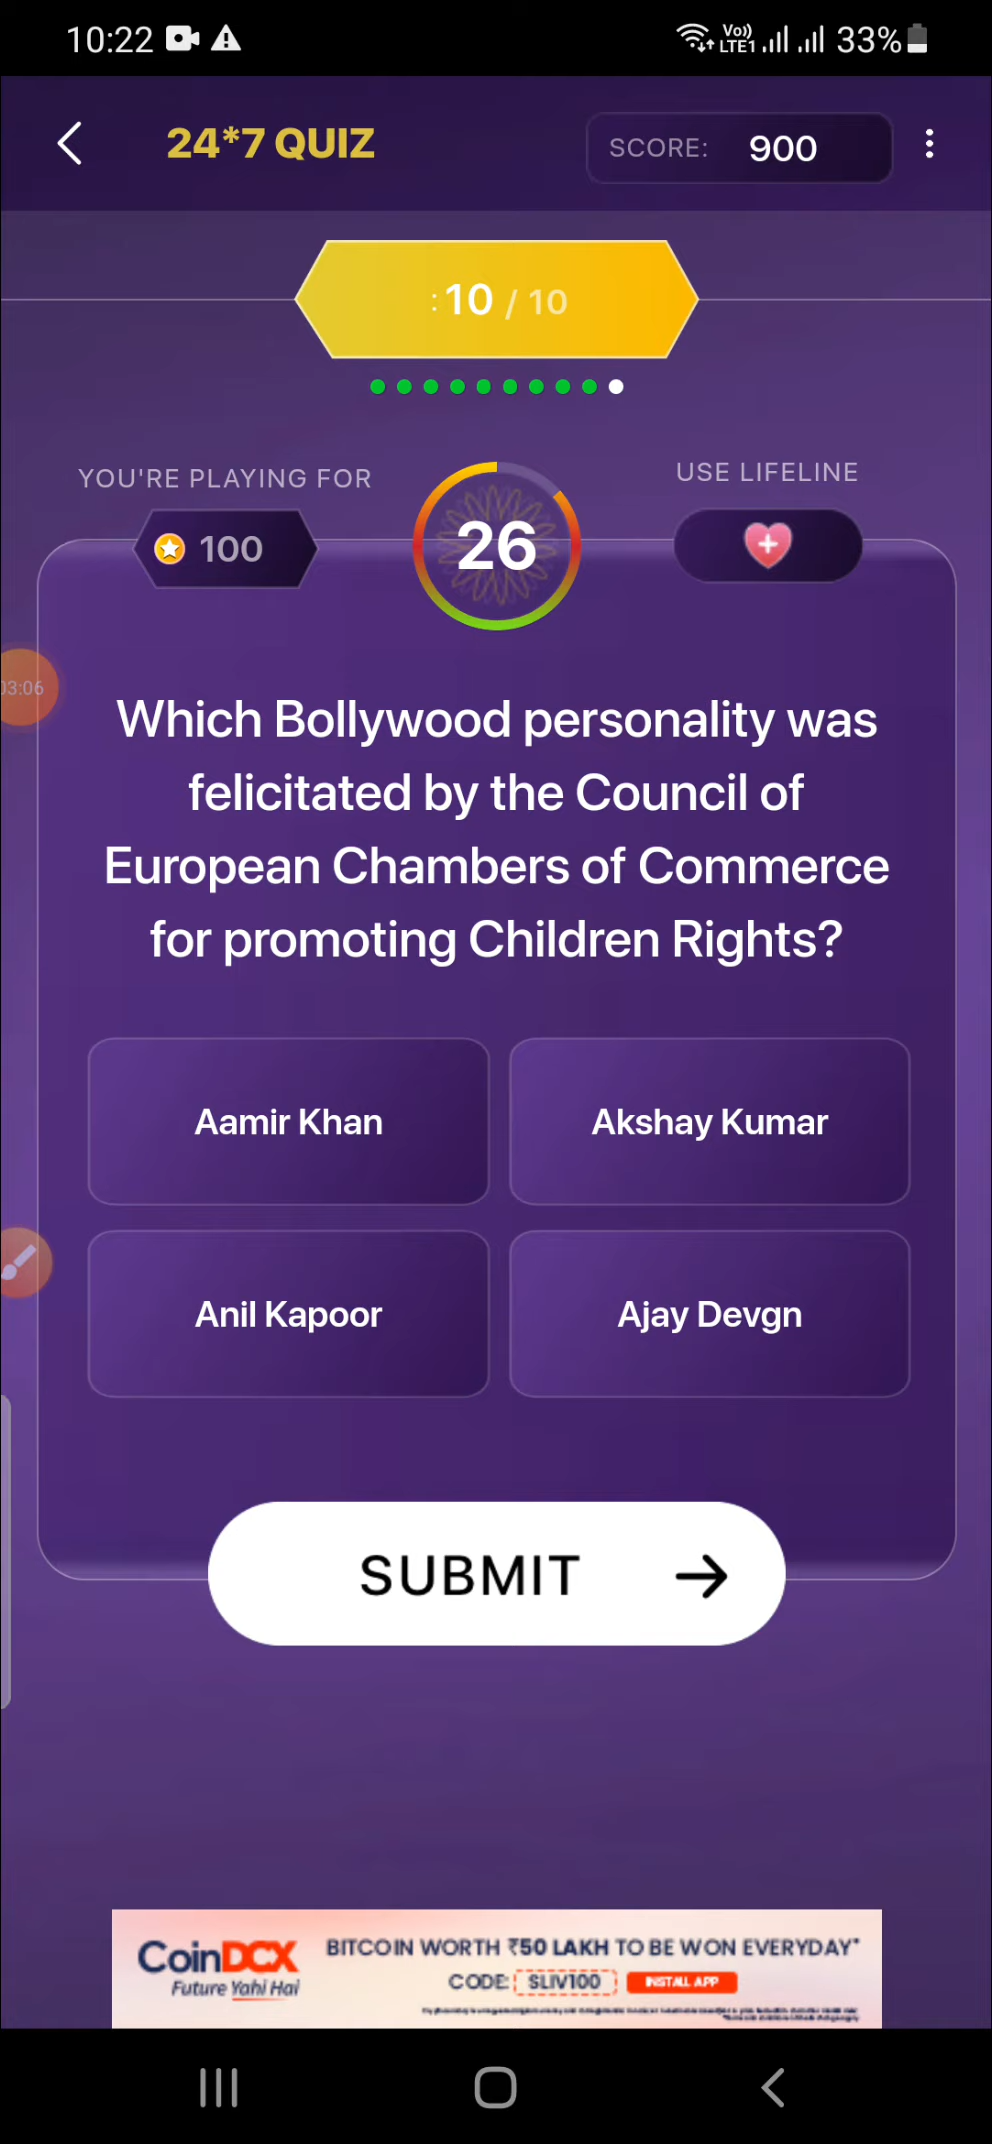 10:22
Vo)) LTE1 33%
24*7 QUIZ
SCORE: 900
: 10 / 10
YOU'RE PLAYING FOR
USE LIFELINE
100
26
03:06
Which Bollywood personality was
felicitated by the Council of
European Chambers of Commerce
for promoting Children Rights?
Aamir Khan
Akshay Kumar
Anil Kapoor
Ajay Devgn
SUBMIT
CoinDCX
Future Yahi Hai
BITCOIN WORTH ₹50 LAKH TO BE WON EVERYDAY*
CODE: SLIV100 INSTALL APP